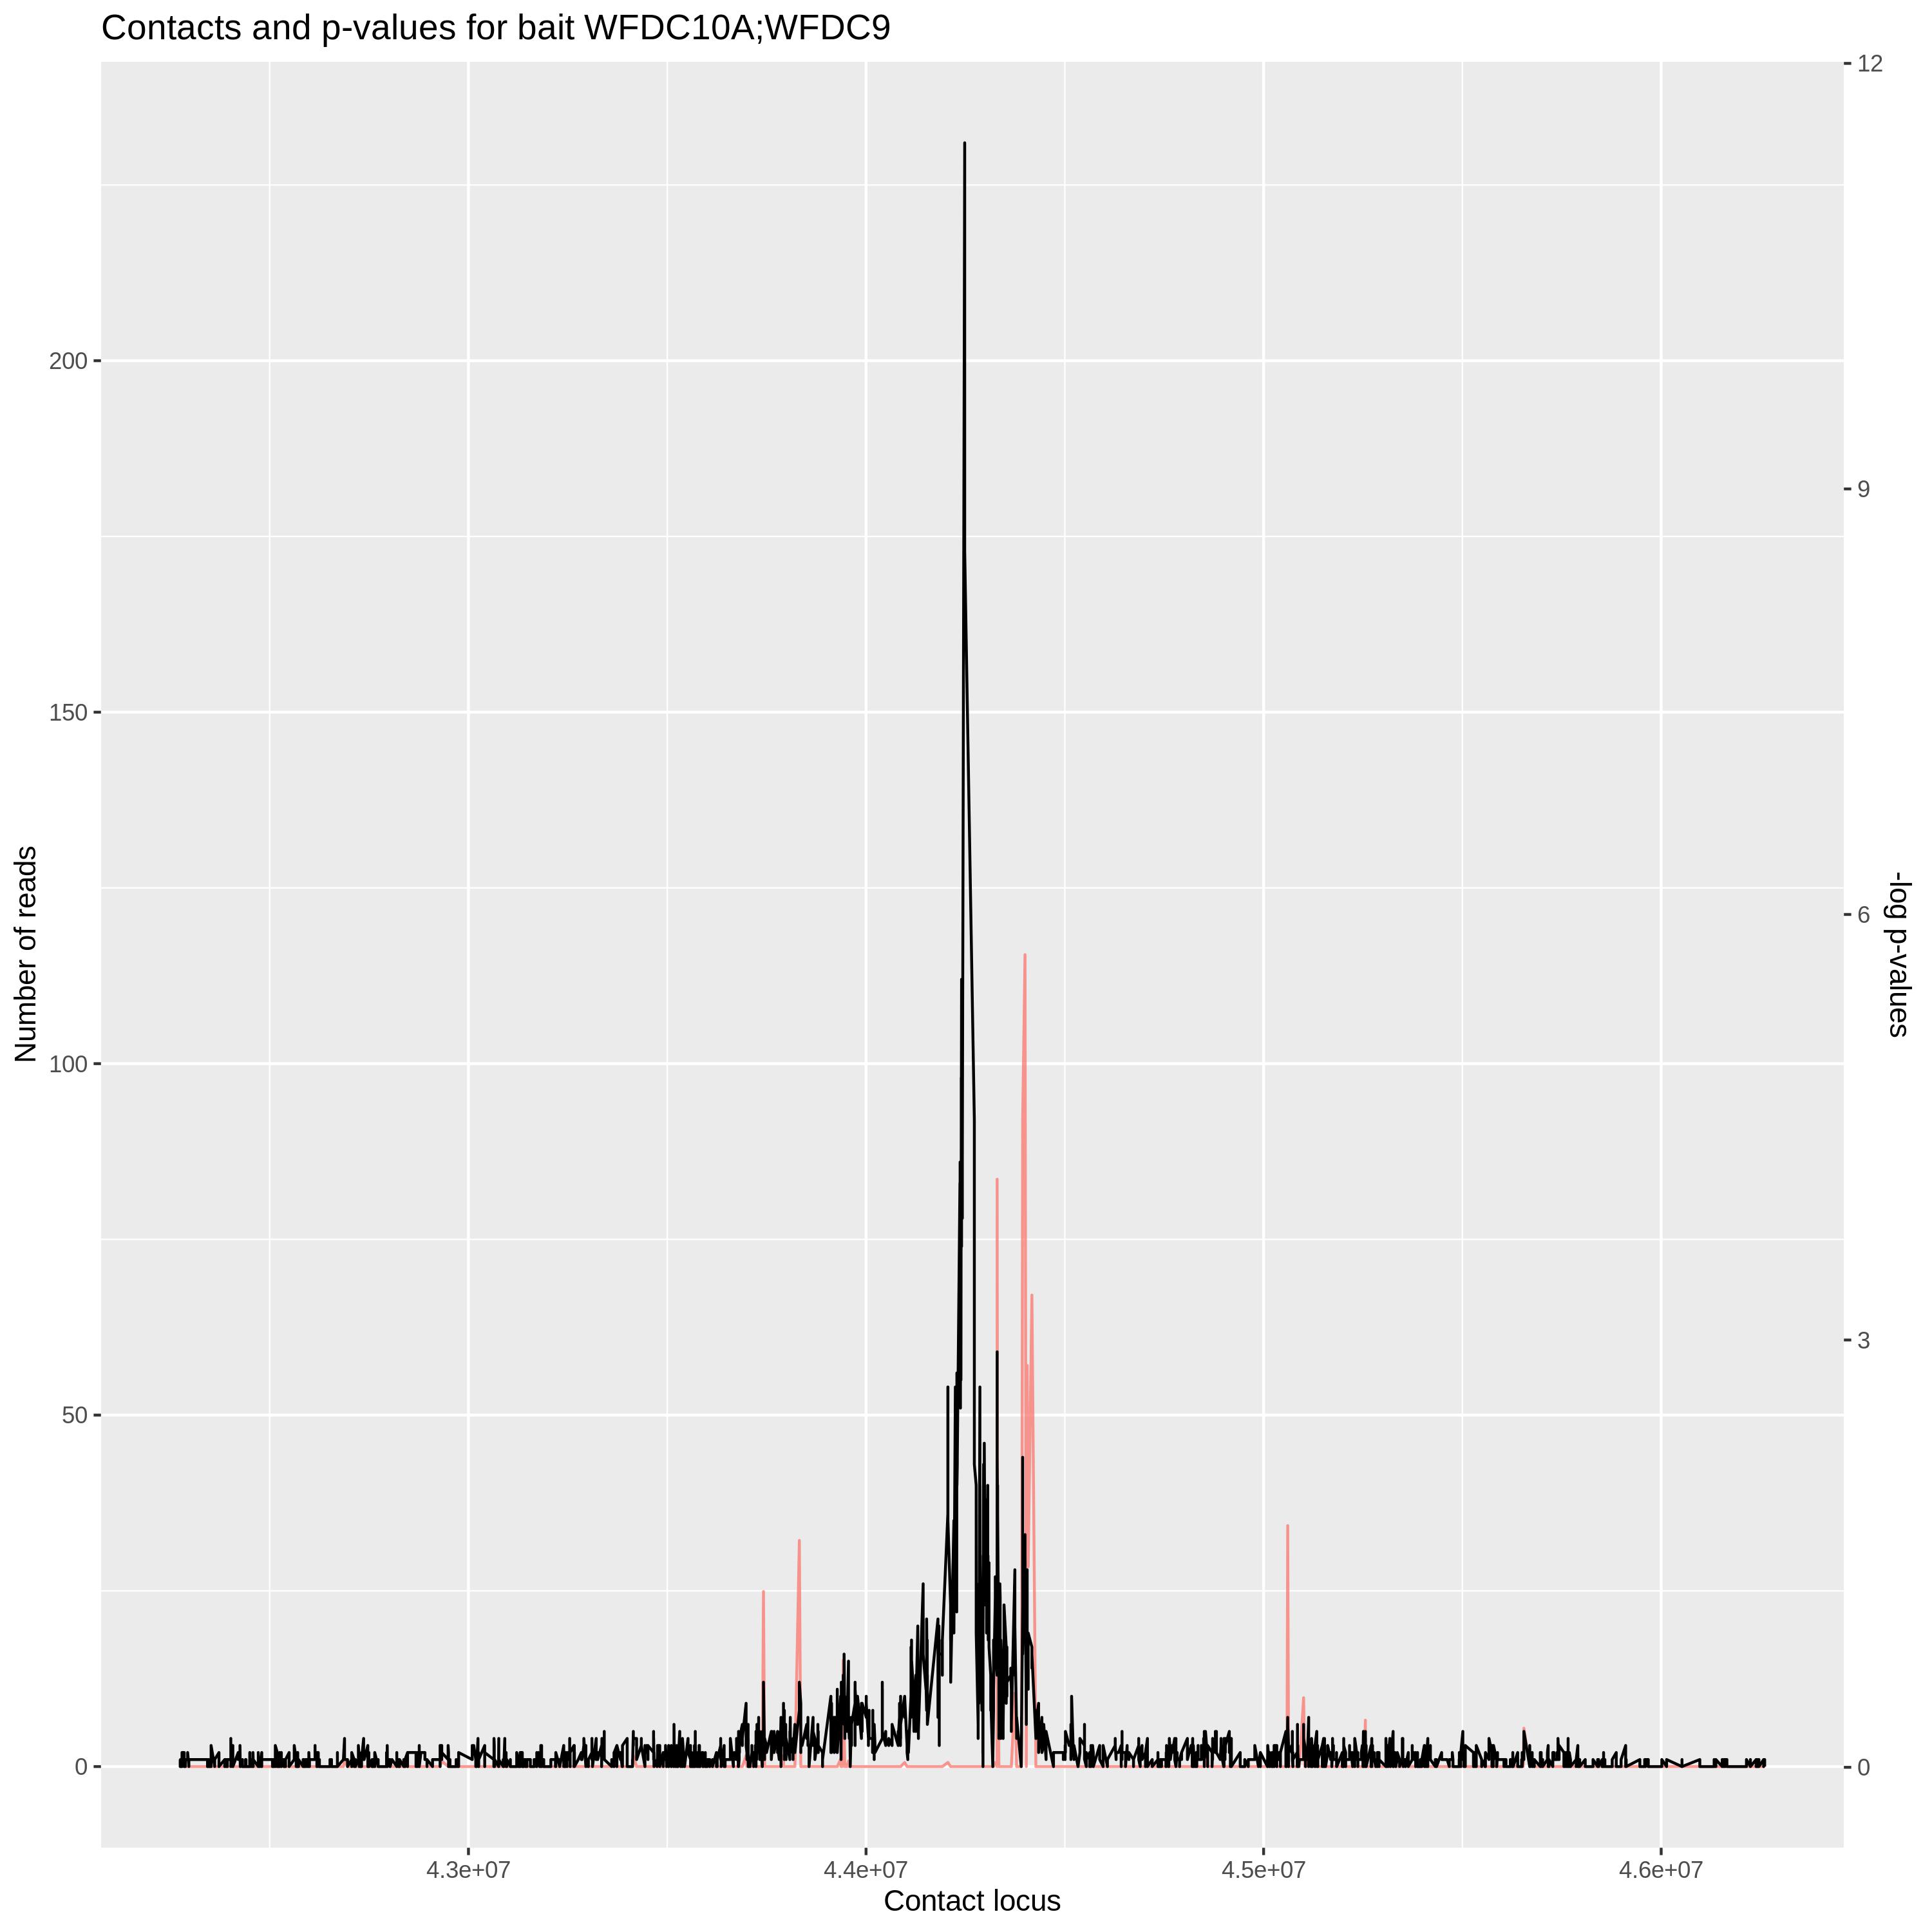 Contacts and p-values for bait WFDC10A;WFDC9
12
9
6
3
0
200
150
100
50
0
Number of reads
-log p-values
4.3e+07
4.4e+07
4.5e+07
4.6e+07
Contact locus